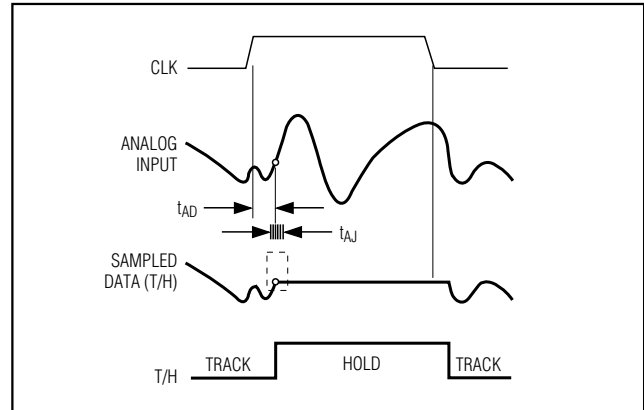 CLK
ANALOG
INPUT
tAD
tAJ
SAMPLED
DATA (T/H)
TRACK
HOLD
TRACK
T/H